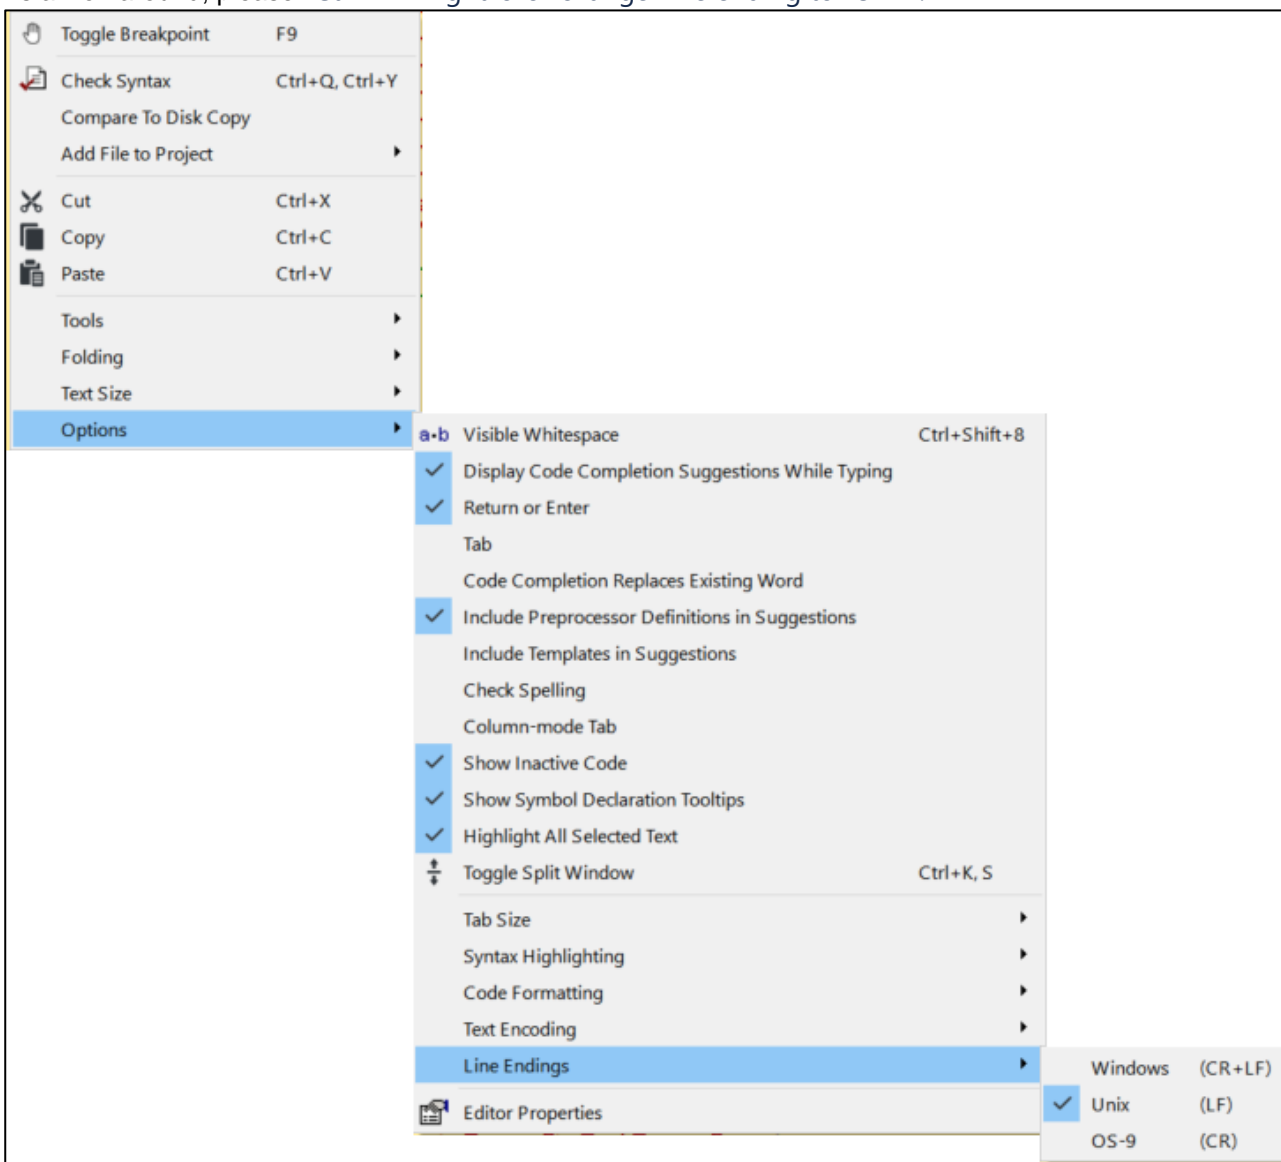 Toggle Breakpoint F9
Check Syntax Ctrl+Q, Ctrl+Y
Compare To Disk Copy
Add File to Project
Cut Ctrl+X
Copy Ctrl+C
Paste Ctrl+V
Tools
Folding
Text Size
Options
a•b Visible Whitespace Ctrl+Shift+8
Display Code Completion Suggestions While Typing
Return or Enter
Tab
Code Completion Replaces Existing Word
Include Preprocessor Definitions in Suggestions
Include Templates in Suggestions
Check Spelling
Column-mode Tab
Show Inactive Code
Show Symbol Declaration Tooltips
Highlight All Selected Text
Toggle Split Window Ctrl+K, S
Tab Size
Syntax Highlighting
Code Formatting
Text Encoding
Line Endings
Windows (CR+LF)
Unix (LF)
Editor Properties
OS-9 (CR)